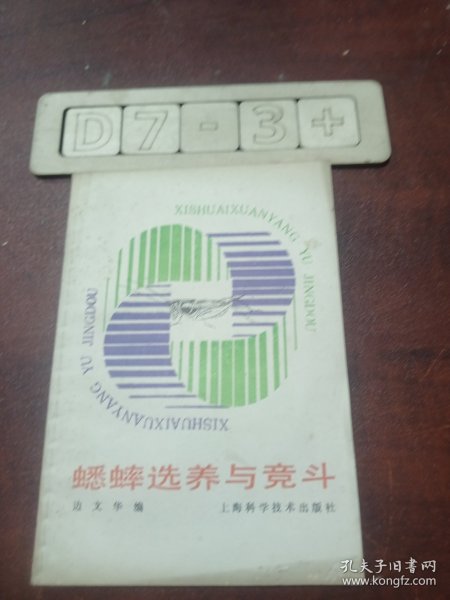 D7-3+
XISHUAIXUANYANG YU JINGDOU
XISHUAIXUANYANG YU JINGDOU
蟋蟀选养与竞斗
边文华编
上海科学技术出版社
孔夫子旧书网
www.kongfz.com